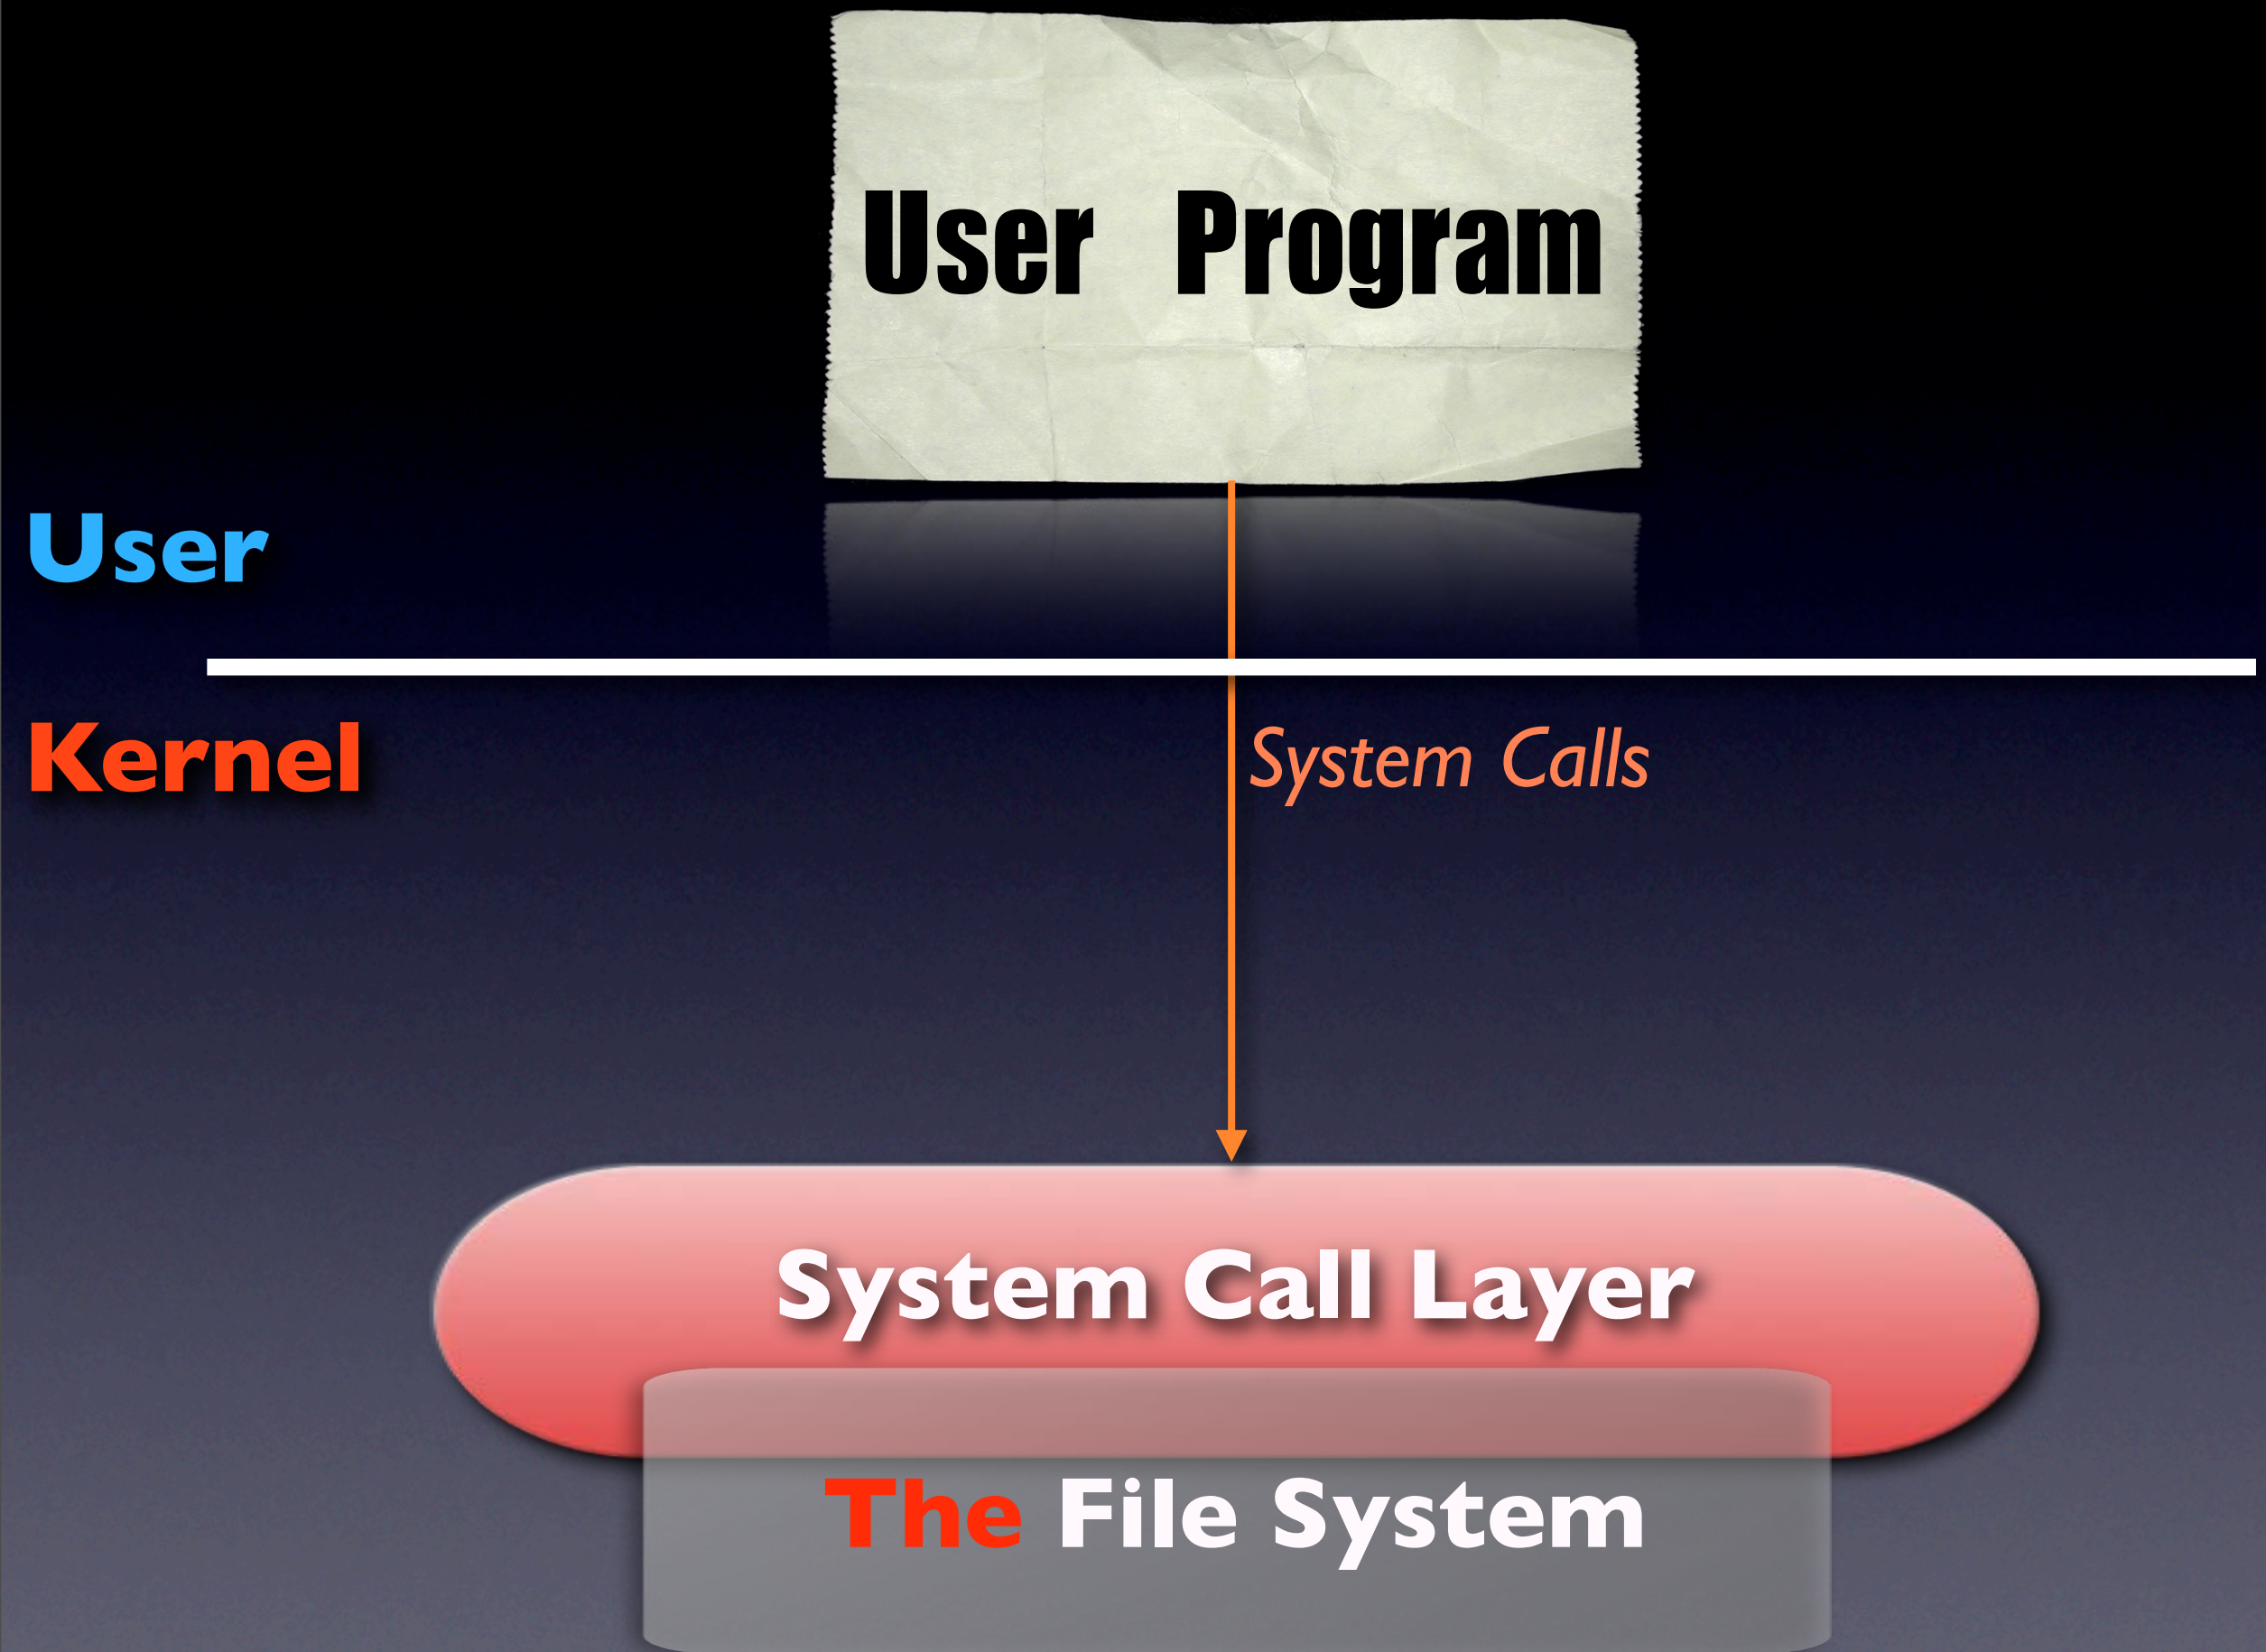 User Program
User
Kernel
System Calls
System Call Layer
The File System